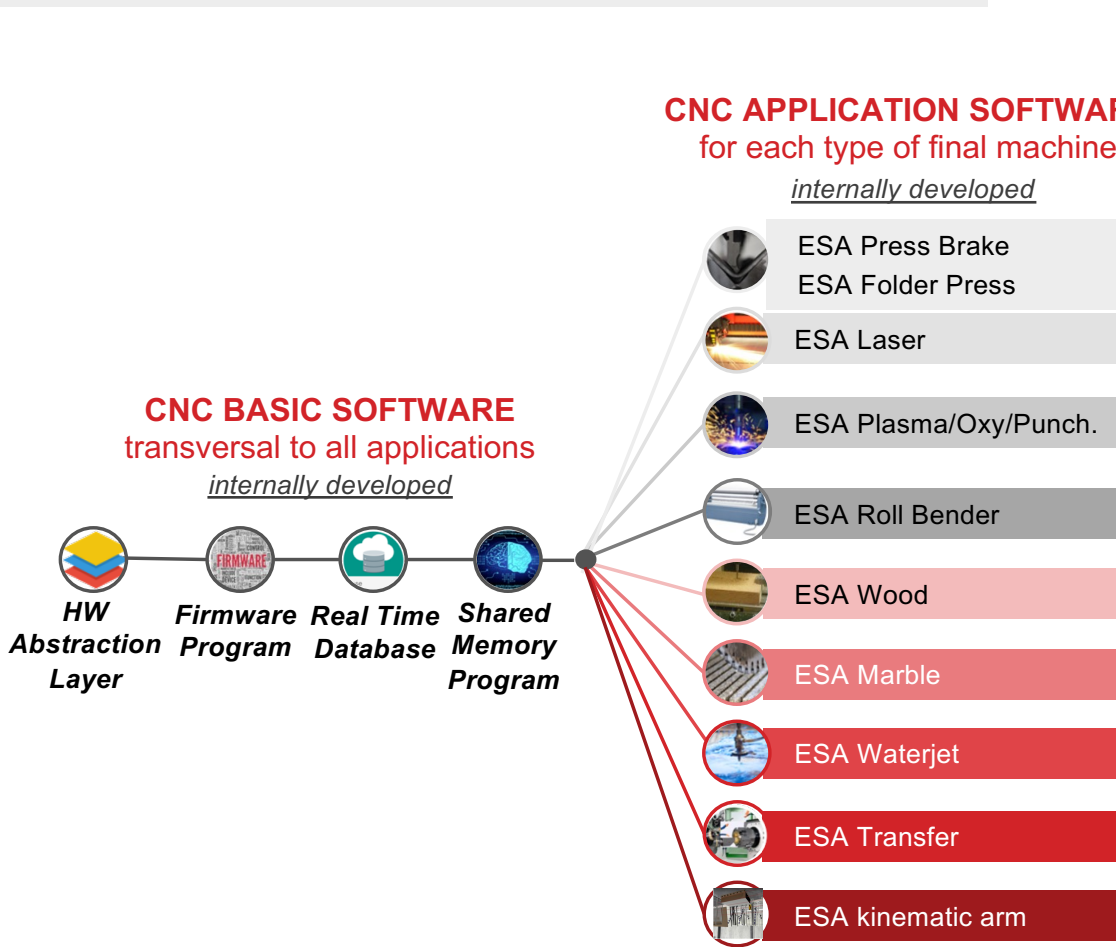 CNC APPLICATION SOFTWAR
for each type of final machine
internally developed
ESA Press Brake
ESA Folder Press
ESA Laser
ESA Plasma/Oxy/Punch.
ESA Roll Bender
ESA Wood
ESA Marble
ESA Waterjet
ESA Transfer
ESA kinematic arm
CNC BASIC SOFTWARE
transversal to all applications
internally developed
FIRMWARE
HW
Abstraction
Layer
Firmware
Program
Real Time
Database
Shared
Memory
Program